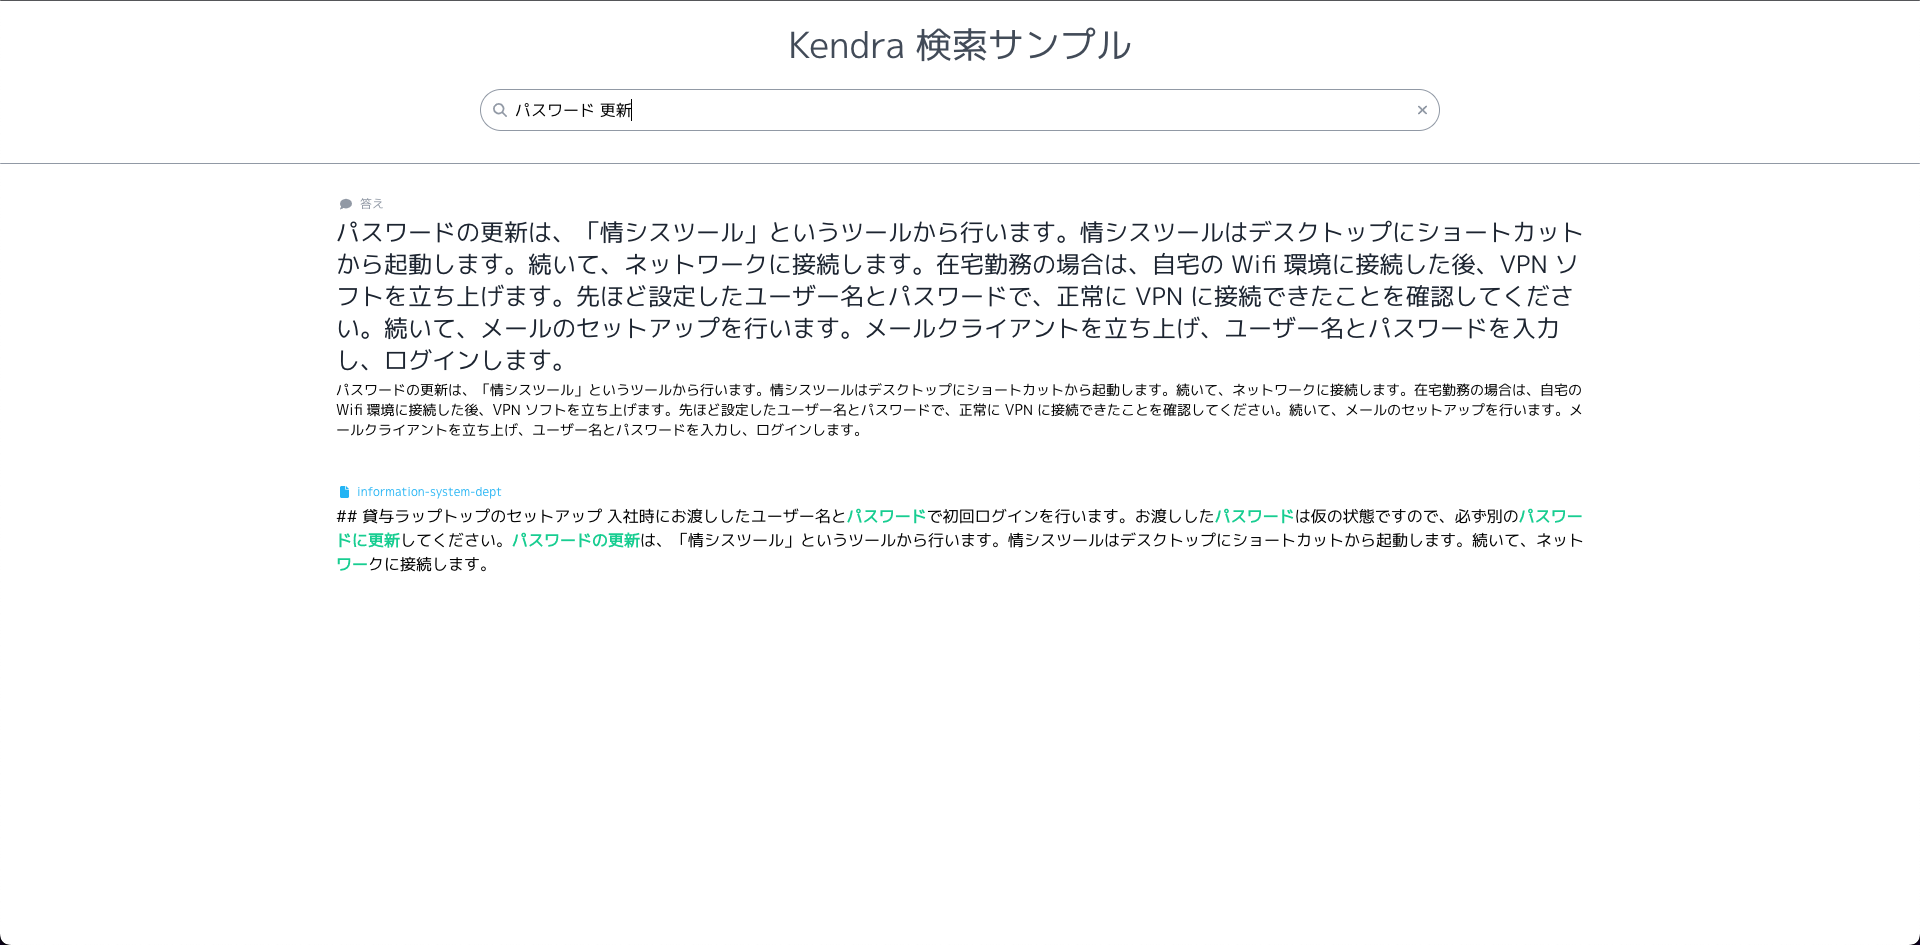 Kendra 検索サンプル
パスワード 更新
答え
パスワードの更新は、「情シスツール」というツールから行います。情シスツールはデスクトップにショートカット
から起動します。続いて、ネットワークに接続します。在宅勤務の場合は、自宅の Wifi 環境に接続した後、VPN ソ
フトを立ち上げます。先ほど設定したユーザー名とパスワードで、正常に VPN に接続できたことを確認してくださ
い。続いて、メールのセットアップを行います。メールクライアントを立ち上げ、ユーザー名とパスワードを入力
し、ログインします。
パスワードの更新は、「情シスツール」というツールから行います。情シスツールはデスクトップにショートカットから起動します。続いて、ネットワークに接続します。在宅勤務の場合は、自宅の
Wifi 環境に接続した後、VPN ソフトを立ち上げます。先ほど設定したユーザー名とパスワードで、正常に VPN に接続できたことを確認してください。続いて、メールのセットアップを行います。メ
ールクライアントを立ち上げ、ユーザー名とパスワードを入力し、ログインします。
information-system-dept
## 貸与ラップトップのセットアップ 入社時にお渡ししたユーザー名とパスワードで初回ログインを行います。お渡ししたパスワードは仮の状態ですので、必ず別のパスワー
ドに更新してください。パスワードの更新は、「情シスツール」というツールから行います。情シスツールはデスクトップにショートカットから起動します。続いて、ネット
ワークに接続します。